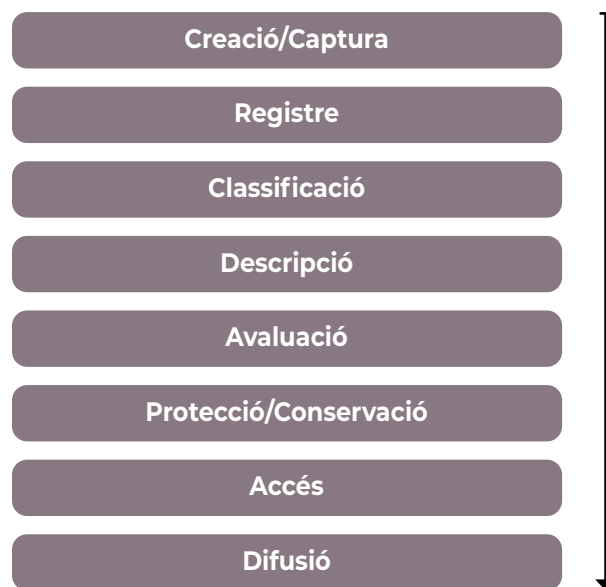 Creació/Captura
Registre
Classificació
Descripció
Avaluació
Protecció/Conservació
Accés
Difusió